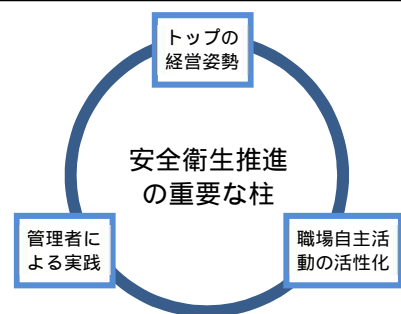 トップの
経営姿勢
安全衛生推進
の重要な柱
管理者に
よる実践
職場自主活
動の活性化